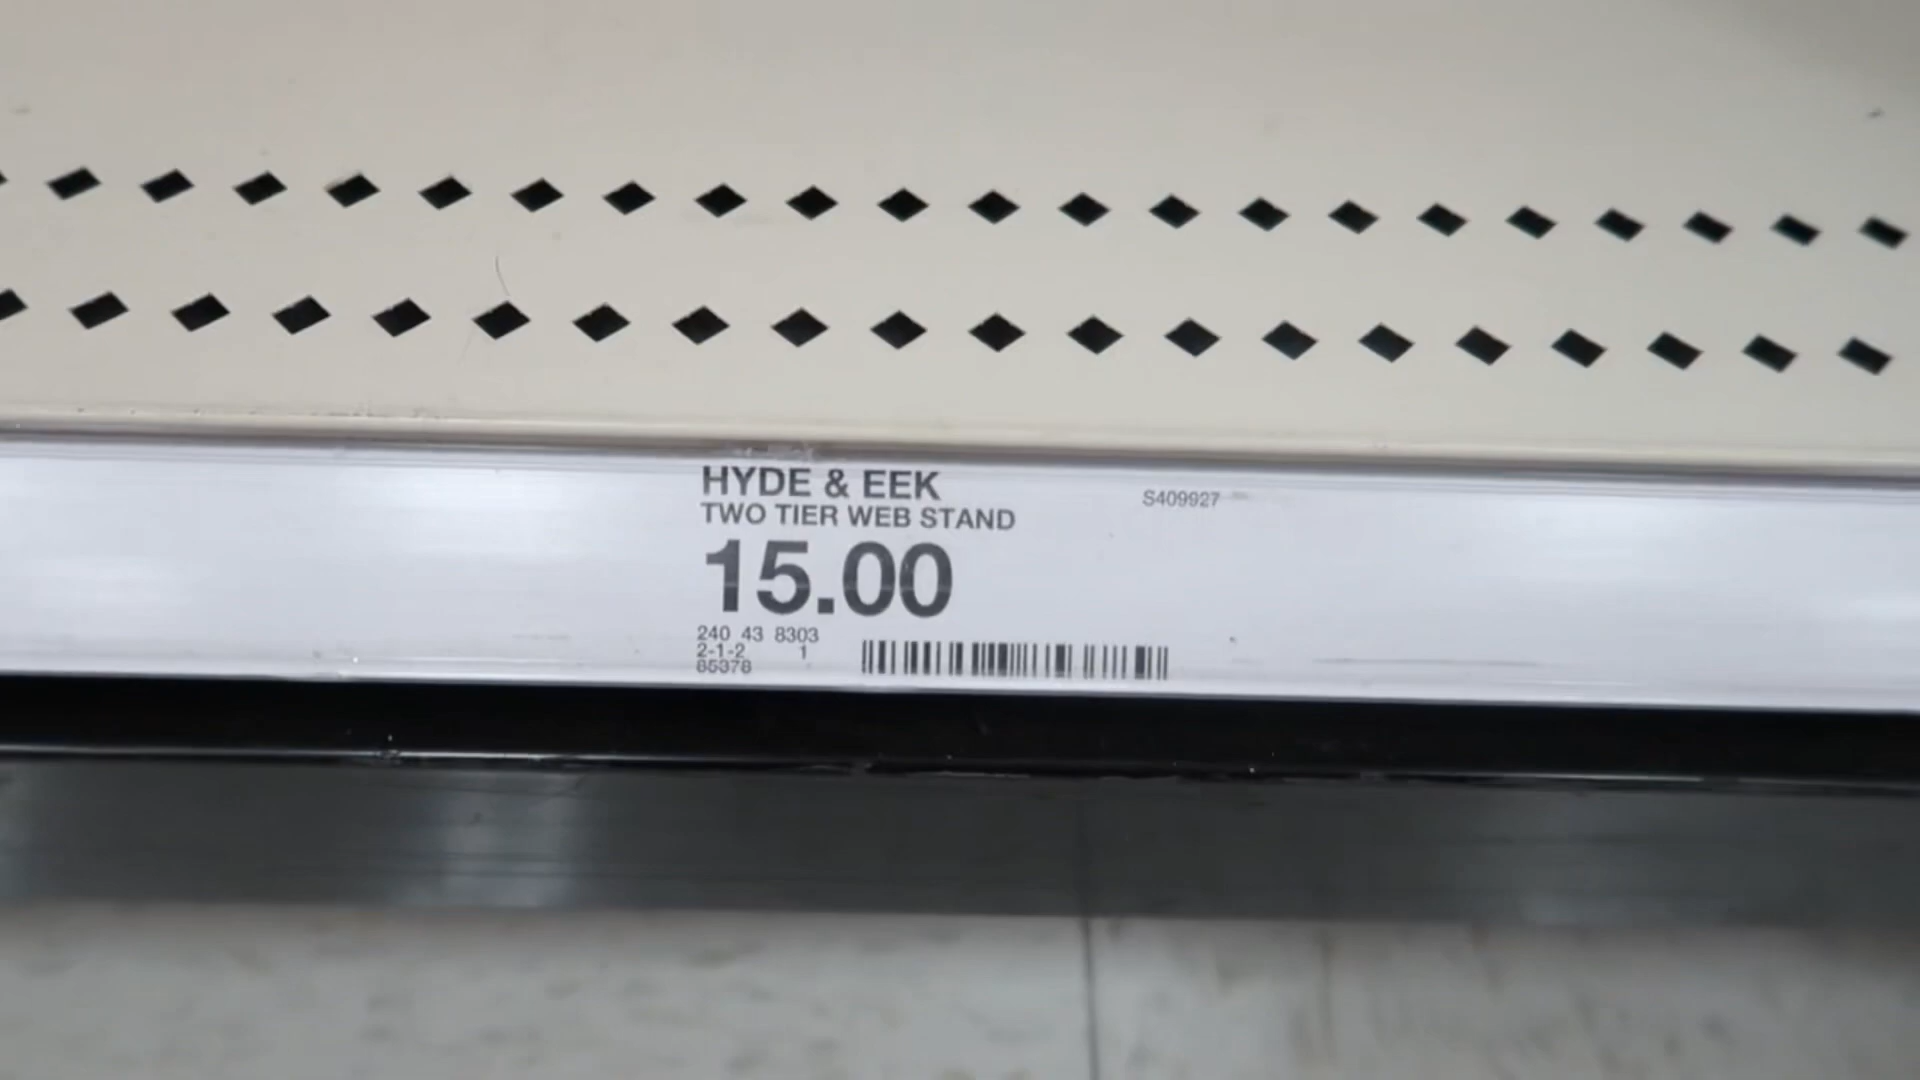 HYDE & EEK
S409927
TWO TIER WEB STAND
15.00
240 43 8303
2-1-2 1
85378